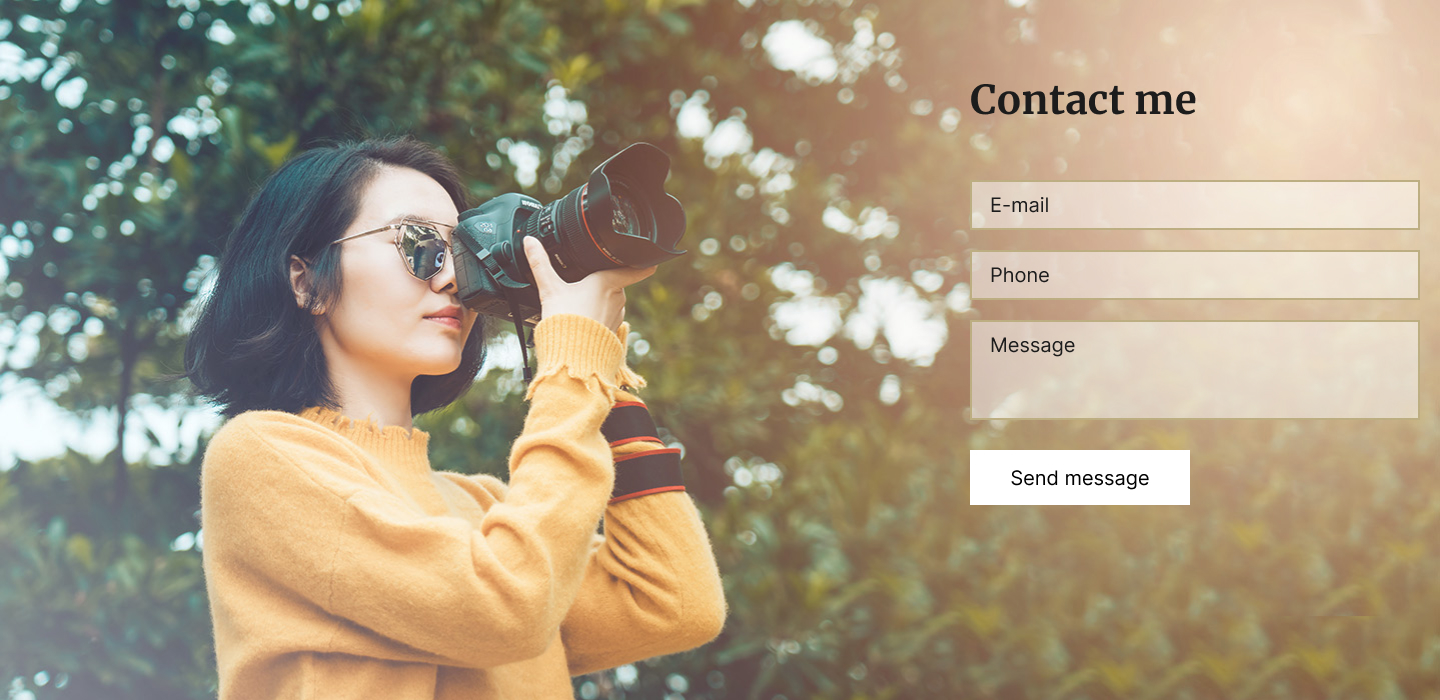 Contact me
E-mail
Phone
Message
Send message